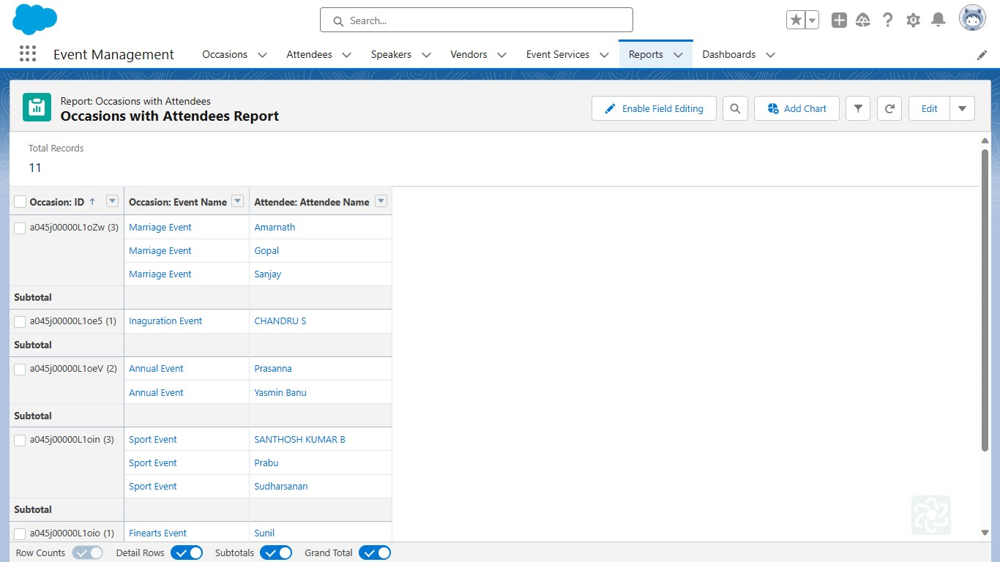 Search...
Event Management
Occasions
Attendees
Speakers
Vendors
Event Services
Reports
Dashboards
Report: Occasions with Attendees
Occasions with Attendees Report
Enable Field Editing
Add Chart
Edit
Total Records
11
Occasion: ID ↑ Occasion: Event Name Attendee: Attendee Name
a045j00000L1oZw (3) Marriage Event Amarnath
Marriage Event Gopal
Marriage Event Sanjay
Subtotal
a045j00000L1oe5 (1) Inaguration Event CHANDRU S
Subtotal
a045j00000L1oeV (2) Annual Event Prasanna
Annual Event Yasmin Banu
Subtotal
a045j00000L1oin (3) Sport Event SANTHOSH KUMAR B
Sport Event Prabu
Sport Event Sudharsanan
Subtotal
a045j00000L1oio (1) Finearts Event Sunil
Row Counts Detail Rows Subtotals Grand Total